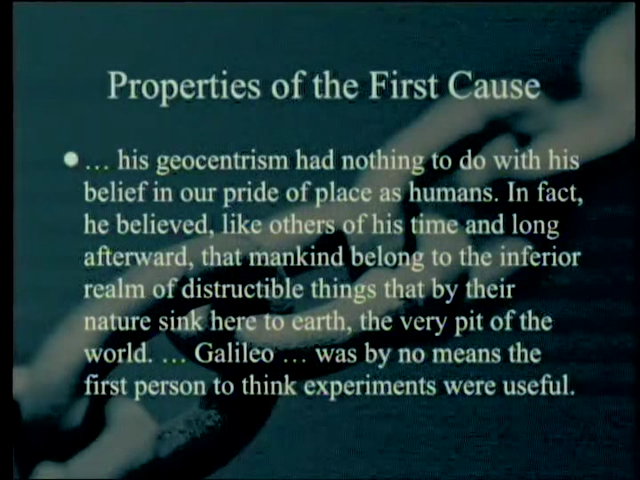 Properties of the First Cause
• … his geocentrism had nothing to do with his
belief in our pride of place as humans. In fact,
he believed, like others of his time and long
afterward, that mankind belong to the inferior
realm of distructible things that by their
nature sink here to earth, the very pit of the
world. … Galileo … was by no means the
first person to think experiments were useful.